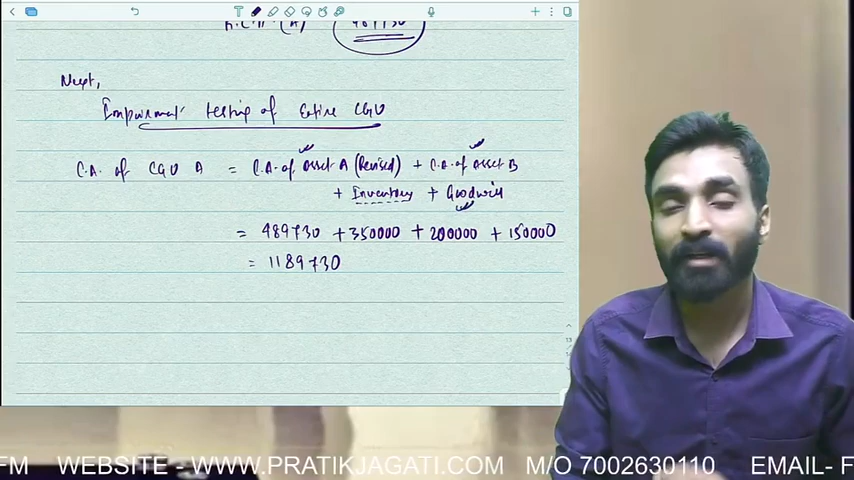 Next,
Impairment testing of Entire CGU
C.A. of CGU A = C.A. of Asset A (Revised) + C.A. of Asset B
+ Inventory + Goodwill
= 489730 + 350000 + 200000 + 150000
= 1189730
FM WEBSITE - WWW.PRATIKJAGATI.COM M/O 7002630110 EMAIL- F